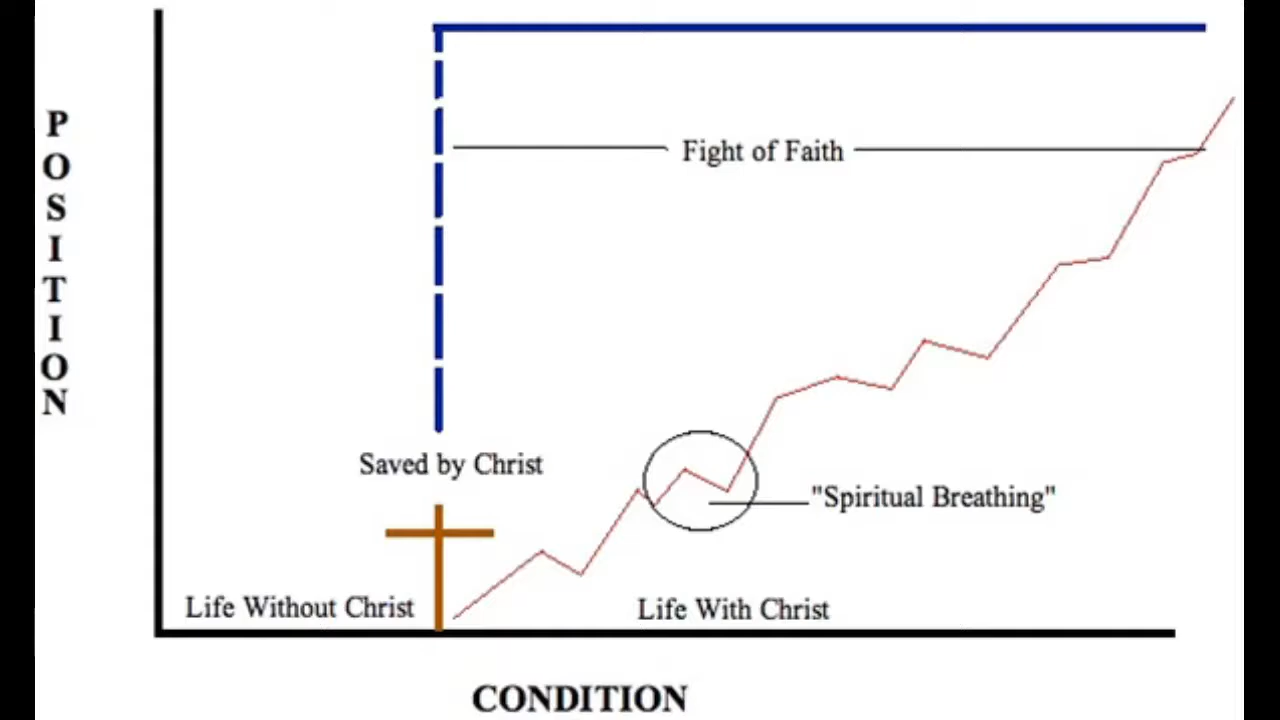 POSITION
Fight of Faith
Saved by Christ
"Spiritual Breathing"
Life Without Christ
Life With Christ
CONDITION